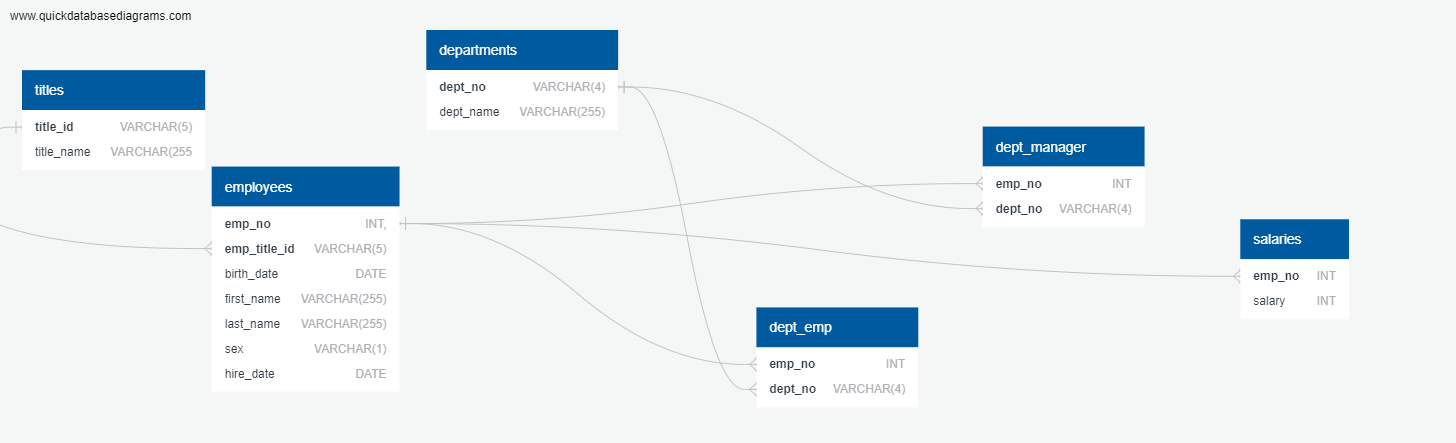 www.quickdatabasediagrams.com
titles
title_id VARCHAR(5)
title_name VARCHAR(255
employees
emp_no INT,
emp_title_id VARCHAR(5)
birth_date DATE
first_name VARCHAR(255)
last_name VARCHAR(255)
sex VARCHAR(1)
hire_date DATE
departments
dept_no VARCHAR(4)
dept_name VARCHAR(255)
dept_emp
emp_no INT
dept_no VARCHAR(4)
dept_manager
emp_no INT
dept_no VARCHAR(4)
salaries
emp_no INT
salary INT